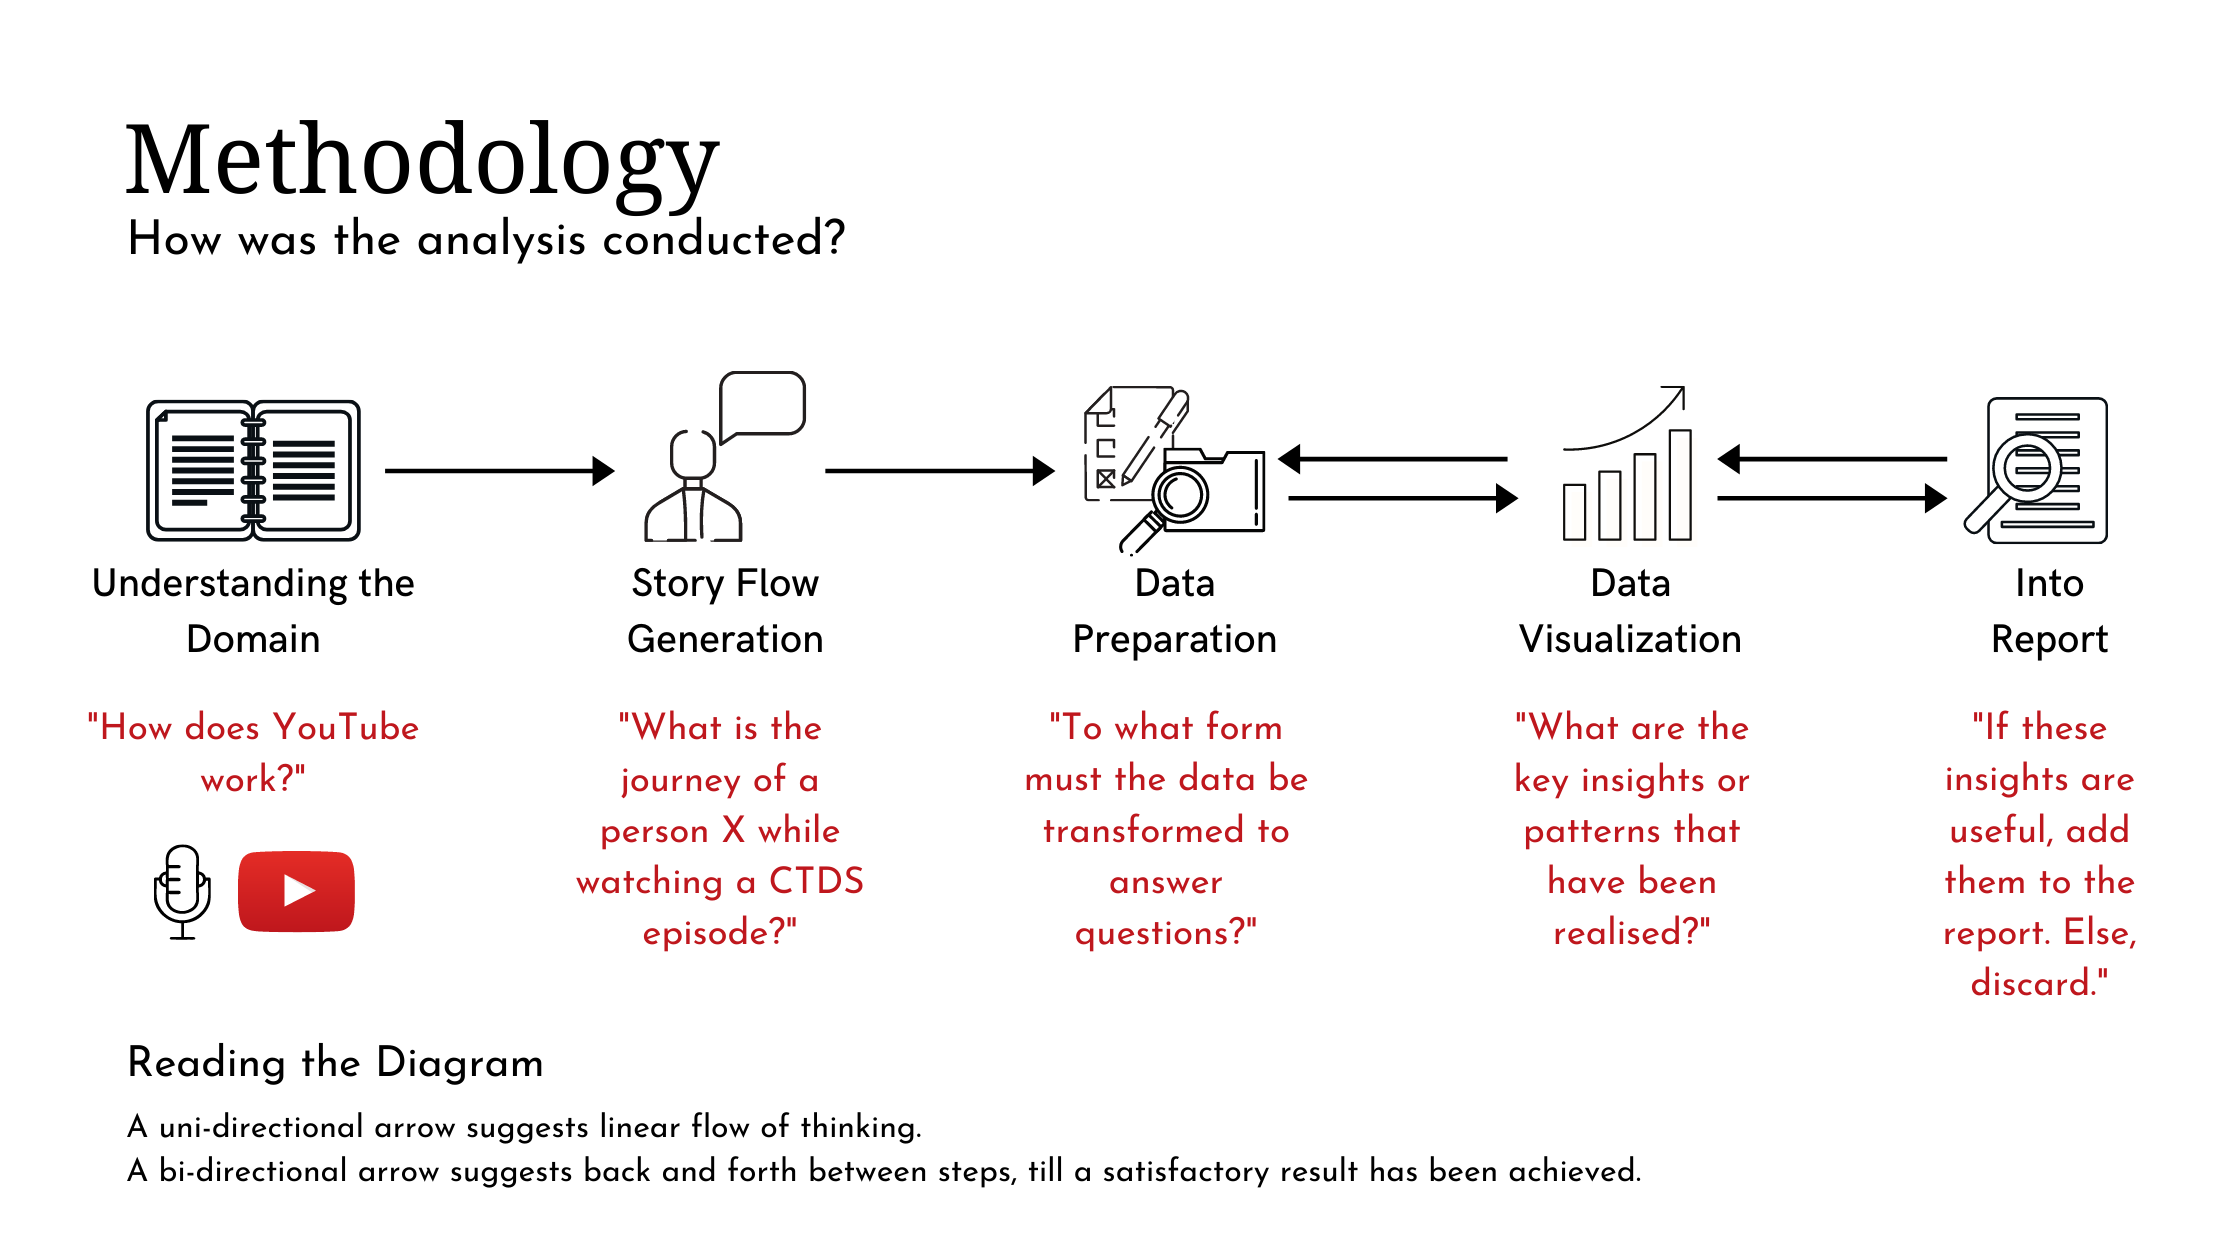 Methodology
How was the analysis conducted?
Understanding the
Domain
Story Flow
Generation
Data
Preparation
Data
Visualization
Into
Report
"How does YouTube
work?"
"What is the
journey of a
person X while
watching a CTDS
episode?"
"To what form
must the data be
transformed to
answer
questions?"
"What are the
key insights or
patterns that
have been
realised?"
"If these
insights are
useful, add
them to the
report. Else,
discard."
Reading the Diagram
A uni-directional arrow suggests linear flow of thinking.
A bi-directional arrow suggests back and forth between steps, till a satisfactory result has been achieved.